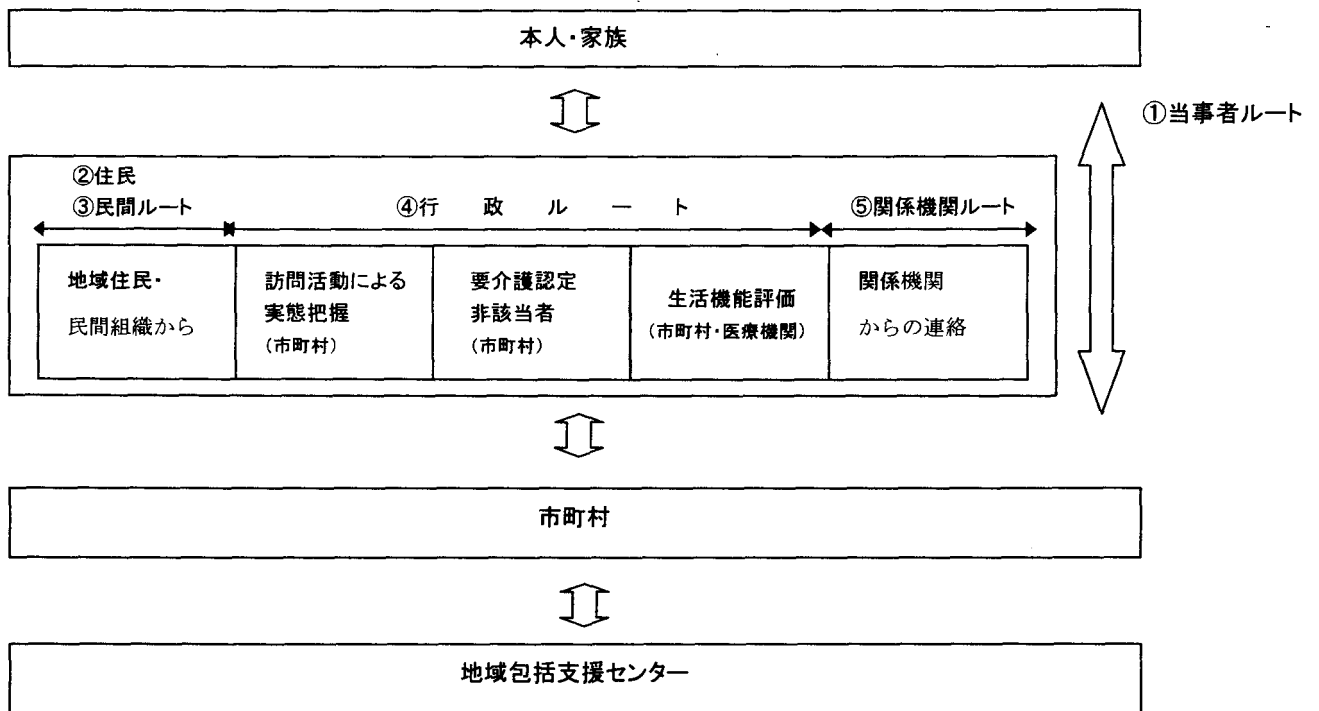 本人・家族
①当事者ルート
②住民
③民間ルート
④行政ルート
⑤関係機関ルート
地域住民・
民間組織から
訪問活動による
実態把握
(市町村)
要介護認定
非該当者
(市町村)
生活機能評価
(市町村・医療機関)
関係機関
からの連絡
市町村
地域包括支援センター